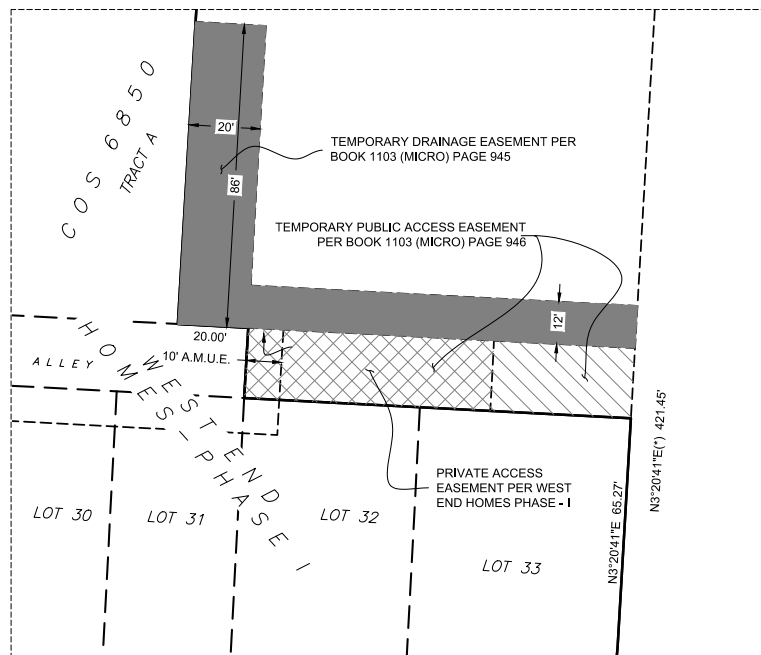 COS 6850
TRACT A
20'
86'
TEMPORARY DRAINAGE EASEMENT PER
BOOK 1103 (MICRO) PAGE 945
TEMPORARY PUBLIC ACCESS EASEMENT
PER BOOK 1103 (MICRO) PAGE 946
12'
20.00'
10' A.M.U.E.
ALLEY
WEST END
HOMES-PHASE I
PRIVATE ACCESS
EASEMENT PER WEST
END HOMES PHASE - I
LOT 30
LOT 31
LOT 32
LOT 33
N3°20'41"E 65.27'
N3°20'41"E(*) 421.45'